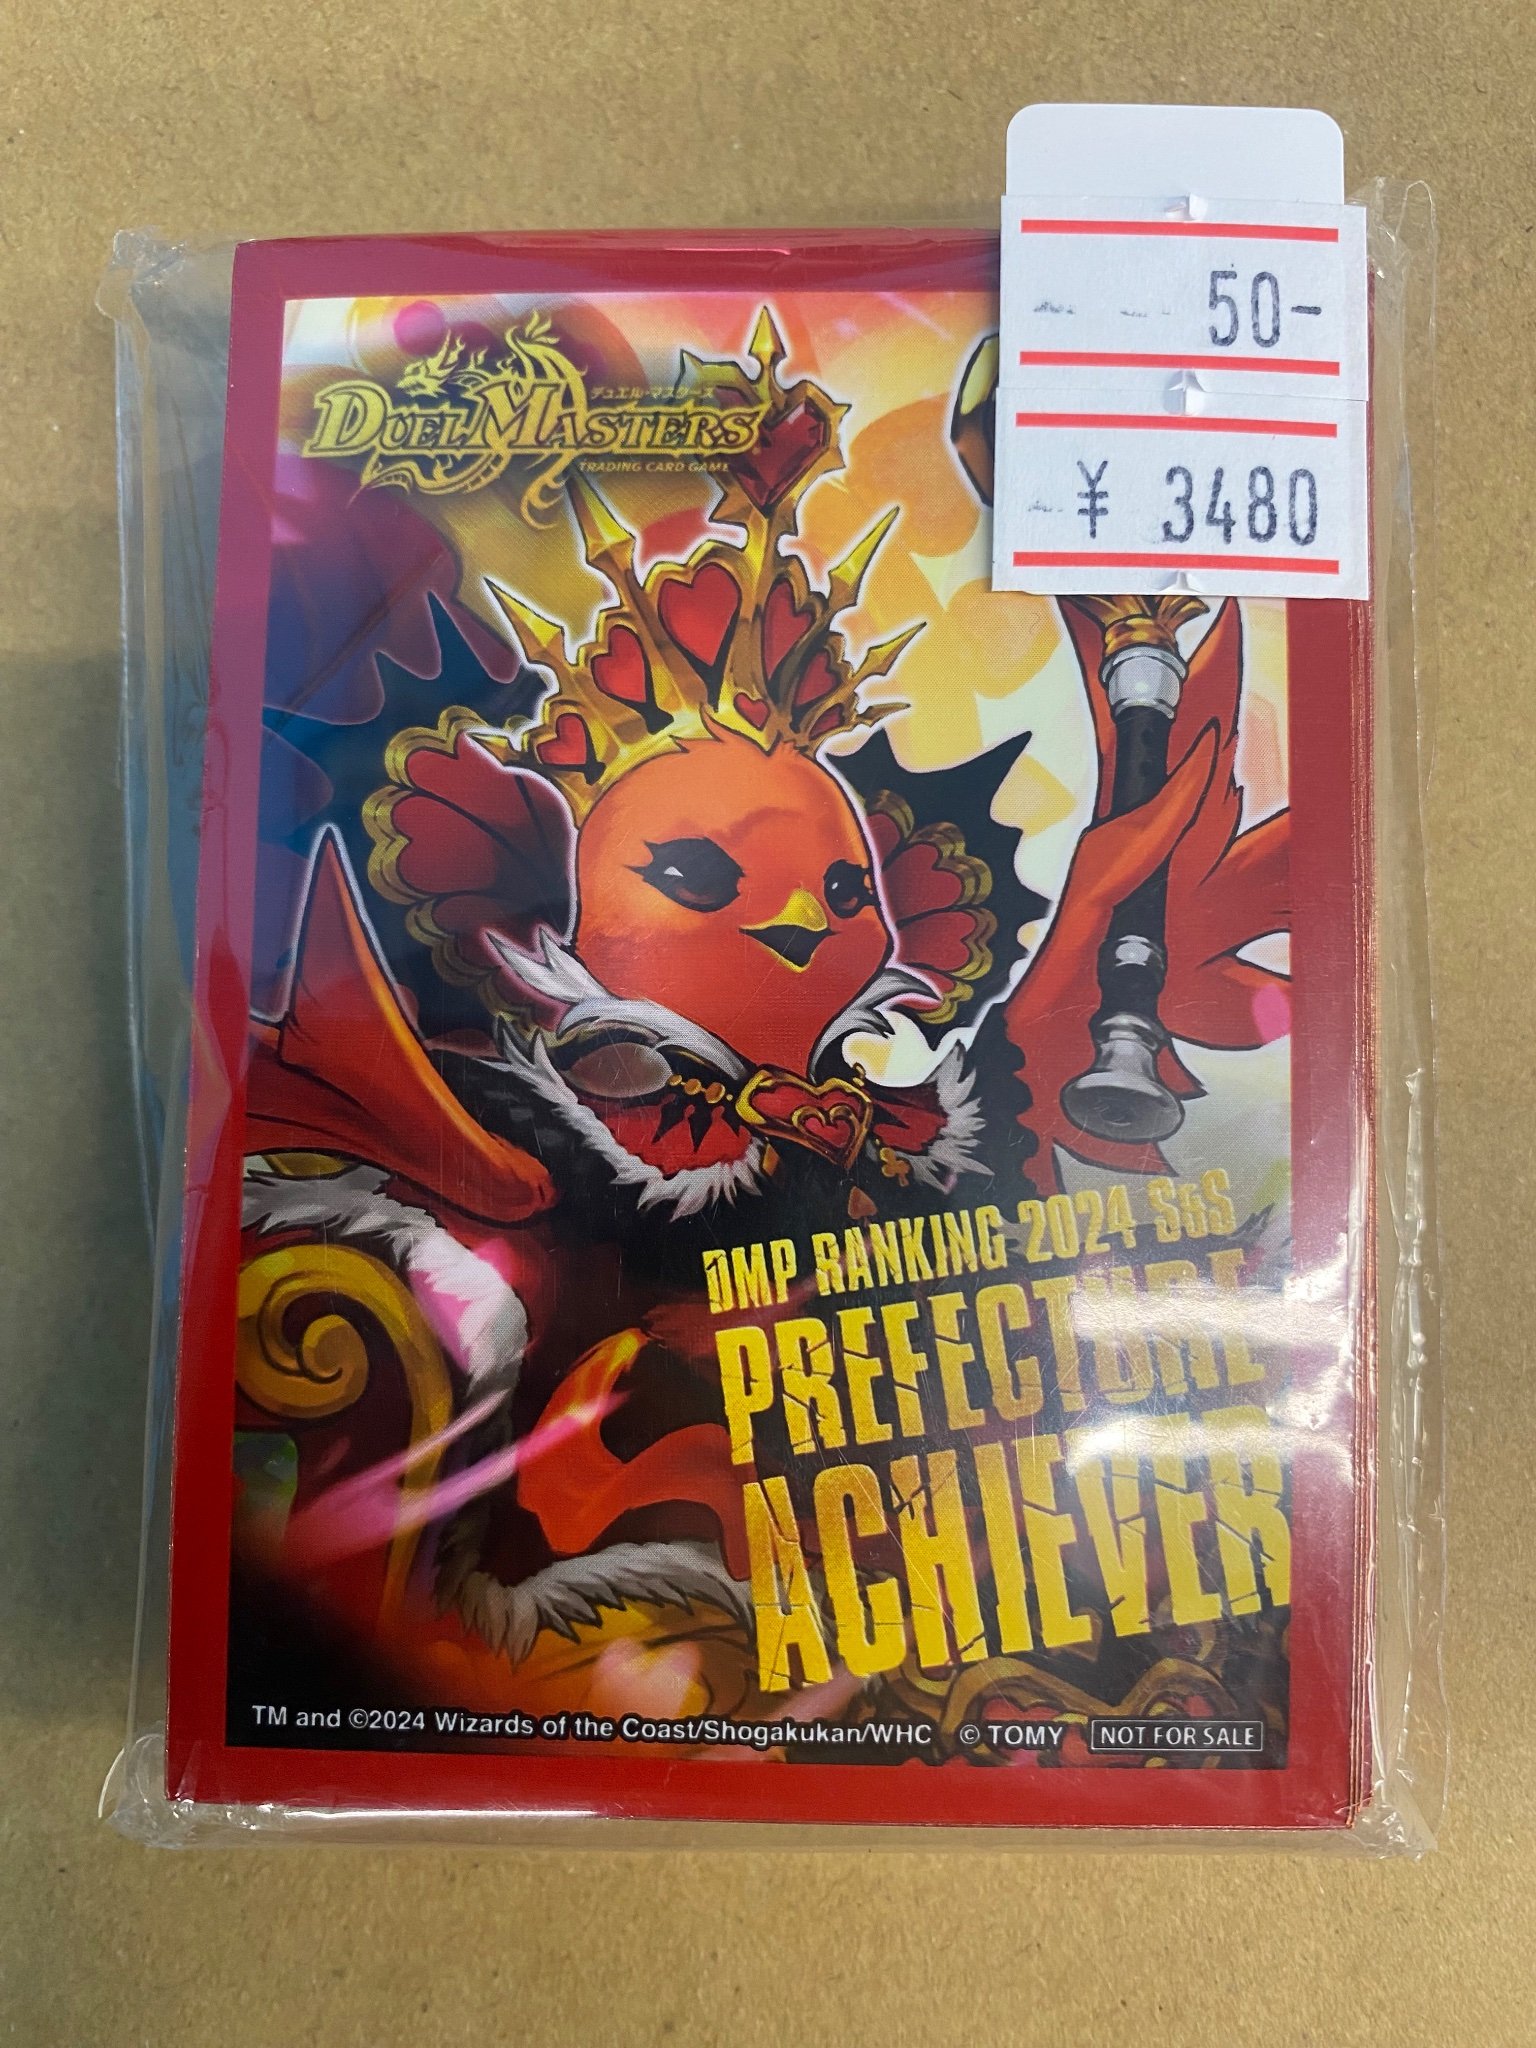 50-
¥ 3480
デュエル・マスターズ
DUEL MASTERS
TRADING CARD GAME
DMP RANKING 2024 S&S
PREFECTURE
ACHIEVER
TM and ©2024 Wizards of the Coast/Shogakukan/WHC © TOMY NOT FOR SALE